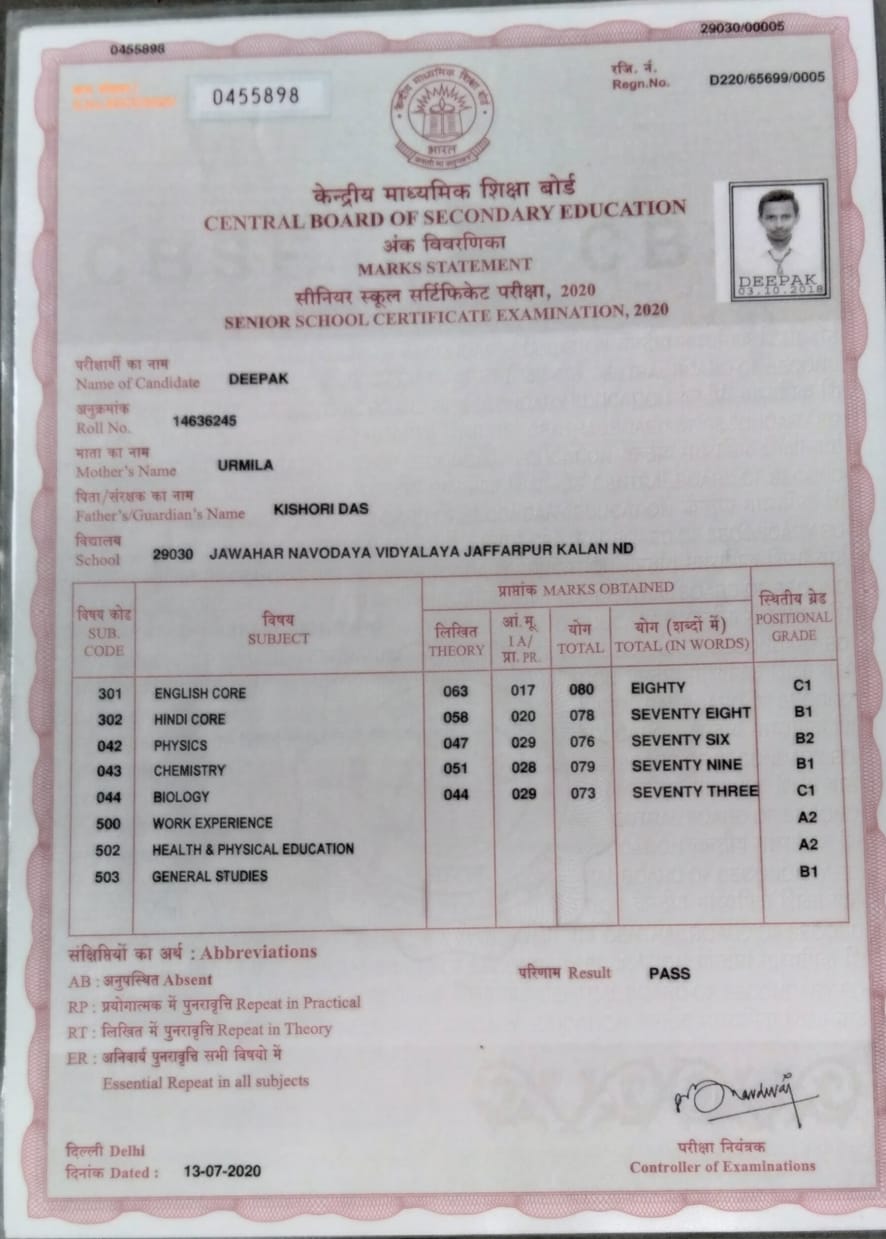 0455898
29030/00005
0455898
रजि. नं.
Regn.No. D220/65699/0005
भारत
केन्द्रीय माध्यमिक शिक्षा बोर्ड
CENTRAL BOARD OF SECONDARY EDUCATION
अंक विवरणिका
MARKS STATEMENT
सीनियर स्कूल सर्टिफिकेट परीक्षा, 2020
SENIOR SCHOOL CERTIFICATE EXAMINATION, 2020
DEEPAK
03.10.2018
परीक्षार्थी का नाम
Name of Candidate DEEPAK
अनुक्रमांक
Roll No. 14636245
माता का नाम
Mother's Name URMILA
पिता/संरक्षक का नाम
Father's/Guardian's Name KISHORI DAS
विद्यालय
School 29030 JAWAHAR NAVODAYA VIDYALAYA JAFFARPUR KALAN ND
विषय कोड
SUB.
CODE
विषय
SUBJECT
प्राप्तांक MARKS OBTAINED
लिखित
THEORY
आं.मू.
I A/
प्रा. PR.
योग
TOTAL
योग (शब्दों में)
TOTAL (IN WORDS)
स्थितीय ग्रेड
POSITIONAL
GRADE
301 ENGLISH CORE 063 017 080 EIGHTY C1
302 HINDI CORE 058 020 078 SEVENTY EIGHT B1
042 PHYSICS 047 029 076 SEVENTY SIX B2
043 CHEMISTRY 051 028 079 SEVENTY NINE B1
044 BIOLOGY 044 029 073 SEVENTY THREE C1
500 WORK EXPERIENCE A2
502 HEALTH & PHYSICAL EDUCATION A2
503 GENERAL STUDIES B1
संक्षिप्तियों का अर्थ : Abbreviations
AB : अनुपस्थित Absent
परिणाम Result PASS
RP : प्रयोगात्मक में पुनरावृत्ति Repeat in Practical
RT : लिखित में पुनरावृत्ति Repeat in Theory
ER : अनिवार्य पुनरावृत्ति सभी विषयो में
Essential Repeat in all subjects
दिल्ली Delhi
दिनांक Dated : 13-07-2020
परीक्षा नियंत्रक
Controller of Examinations